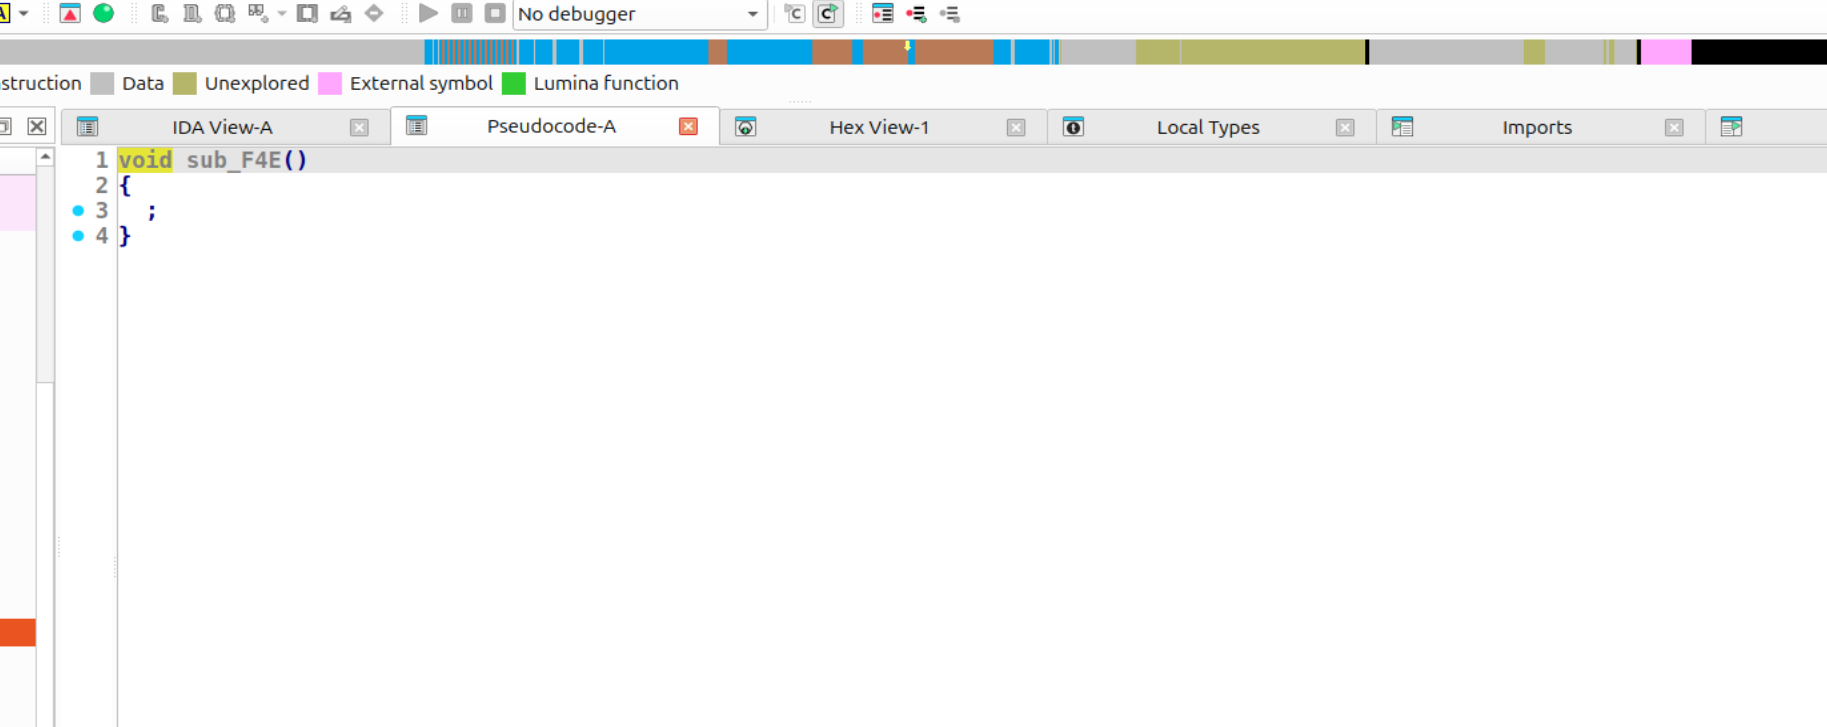 No debugger
struction Data Unexplored External symbol Lumina function
IDA View-A Pseudocode-A Hex View-1 Local Types Imports
1 void sub_F4E()
2 {
3 ;
4 }